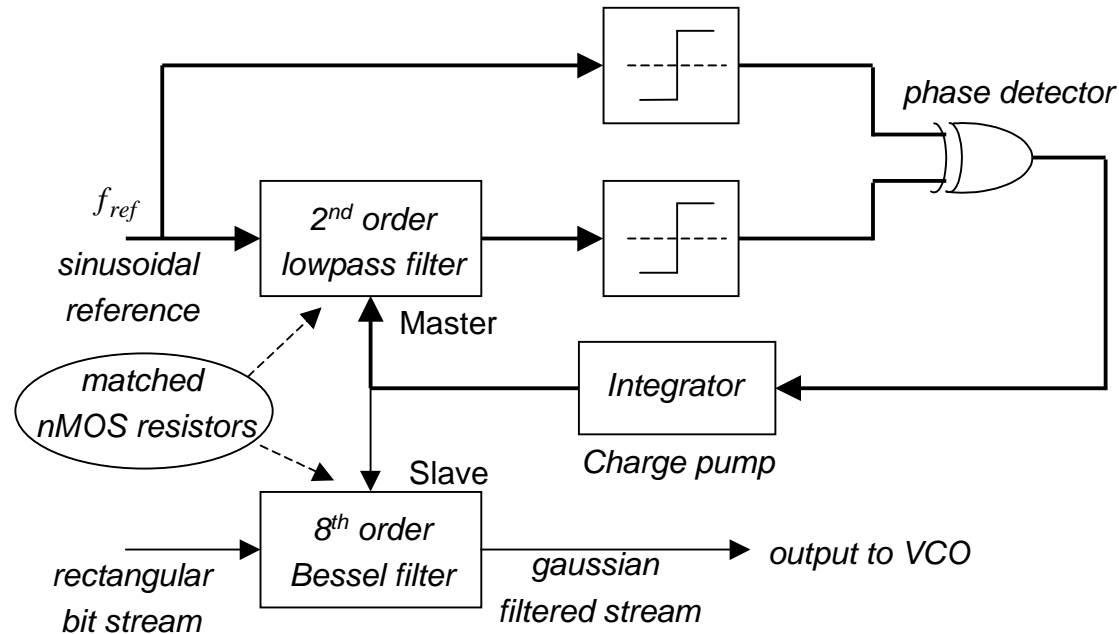 phase detector
f_ref
sinusoidal
reference
2nd order
lowpass filter
Master
matched
nMOS resistors
Integrator
Charge pump
Slave
8th order
Bessel filter
rectangular
bit stream
gaussian
filtered stream
output to VCO